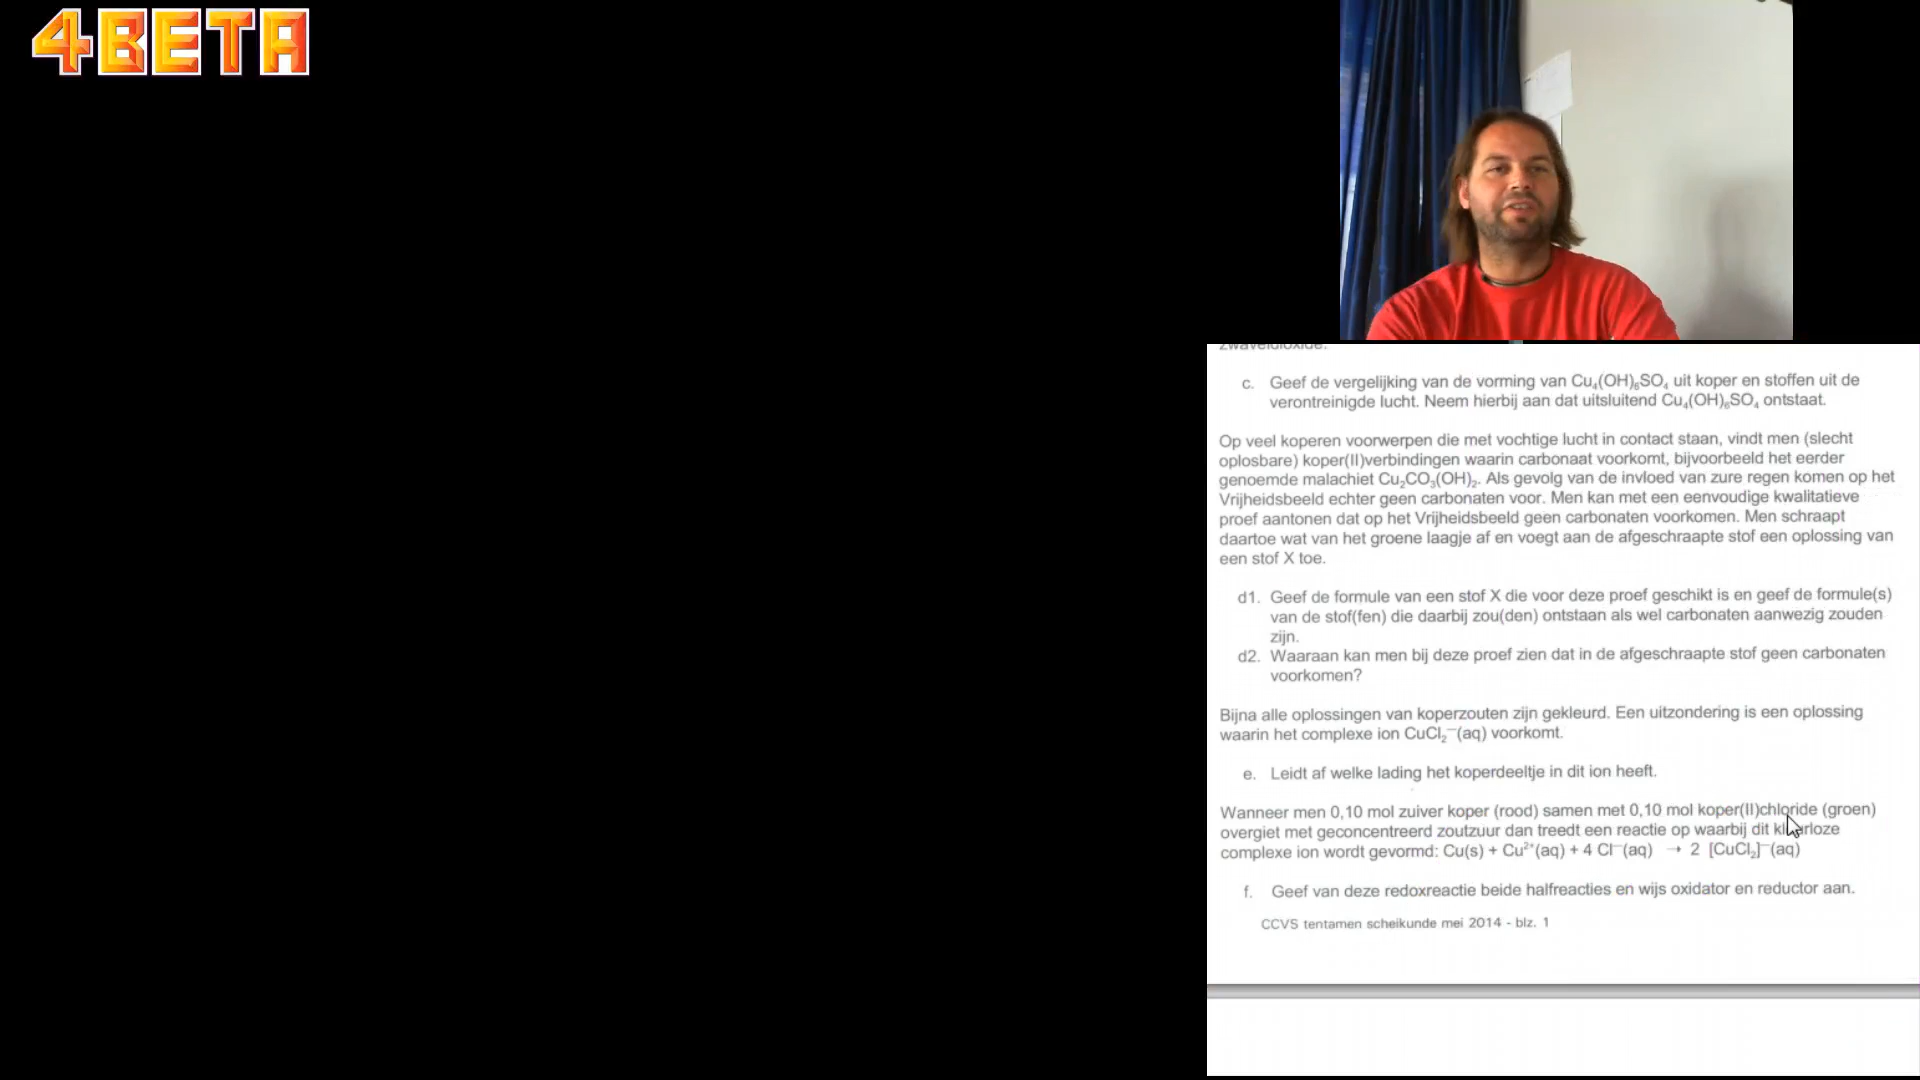 4BETA
zwaveldioxide.
c. Geef de vergelijking van de vorming van Cu₄(OH)₆SO₄ uit koper en stoffen uit de
verontreinigde lucht. Neem hierbij aan dat uitsluitend Cu₄(OH)₆SO₄ ontstaat.
Op veel koperen voorwerpen die met vochtige lucht in contact staan, vindt men (slecht
oplosbare) koper(II)verbindingen waarin carbonaat voorkomt, bijvoorbeeld het eerder
genoemde malachiet Cu₂CO₃(OH)₂. Als gevolg van de invloed van zure regen komen op het
Vrijheidsbeeld echter geen carbonaten voor. Men kan met een eenvoudige kwalitatieve
proef aantonen dat op het Vrijheidsbeeld geen carbonaten voorkomen. Men schraapt
daartoe wat van het groene laagje af en voegt aan de afgeschraapte stof een oplossing van
een stof X toe.
d1. Geef de formule van een stof X die voor deze proef geschikt is en geef de formule(s)
van de stof(fen) die daarbij zou(den) ontstaan als wel carbonaten aanwezig zouden
zijn.
d2. Waaraan kan men bij deze proef zien dat in de afgeschraapte stof geen carbonaten
voorkomen?
Bijna alle oplossingen van koperzouten zijn gekleurd. Een uitzondering is een oplossing
waarin het complexe ion CuCl₂⁻(aq) voorkomt.
e. Leidt af welke lading het koperdeeltje in dit ion heeft.
Wanneer men 0,10 mol zuiver koper (rood) samen met 0,10 mol koper(II)chloride (groen)
overgiet met geconcentreerd zoutzuur dan treedt een reactie op waarbij dit kleurloze
complexe ion wordt gevormd: Cu(s) + Cu²⁺(aq) + 4 Cl⁻(aq) → 2 [CuCl₂]⁻(aq)
f. Geef van deze redoxreactie beide halfreacties en wijs oxidator en reductor aan.
CCVS tentamen scheikunde mei 2014 - blz. 1